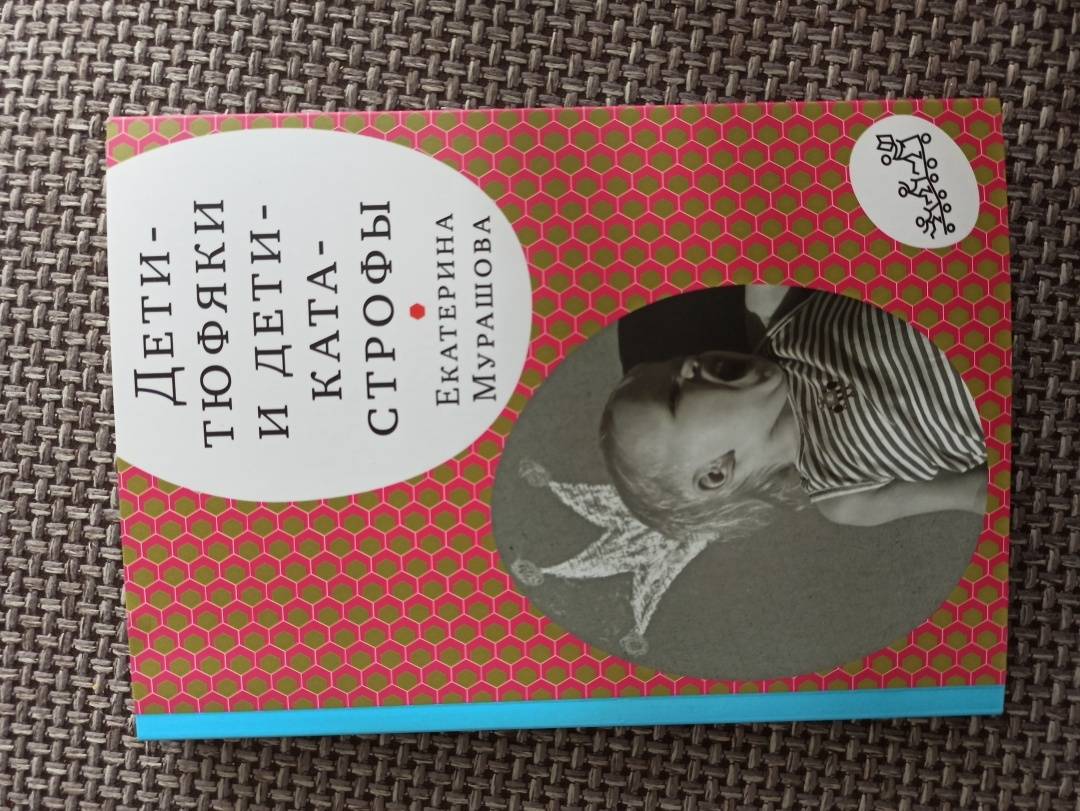 Дети-
тюфяки
и дети-
ката-
строфы
Екатерина
Мурашова